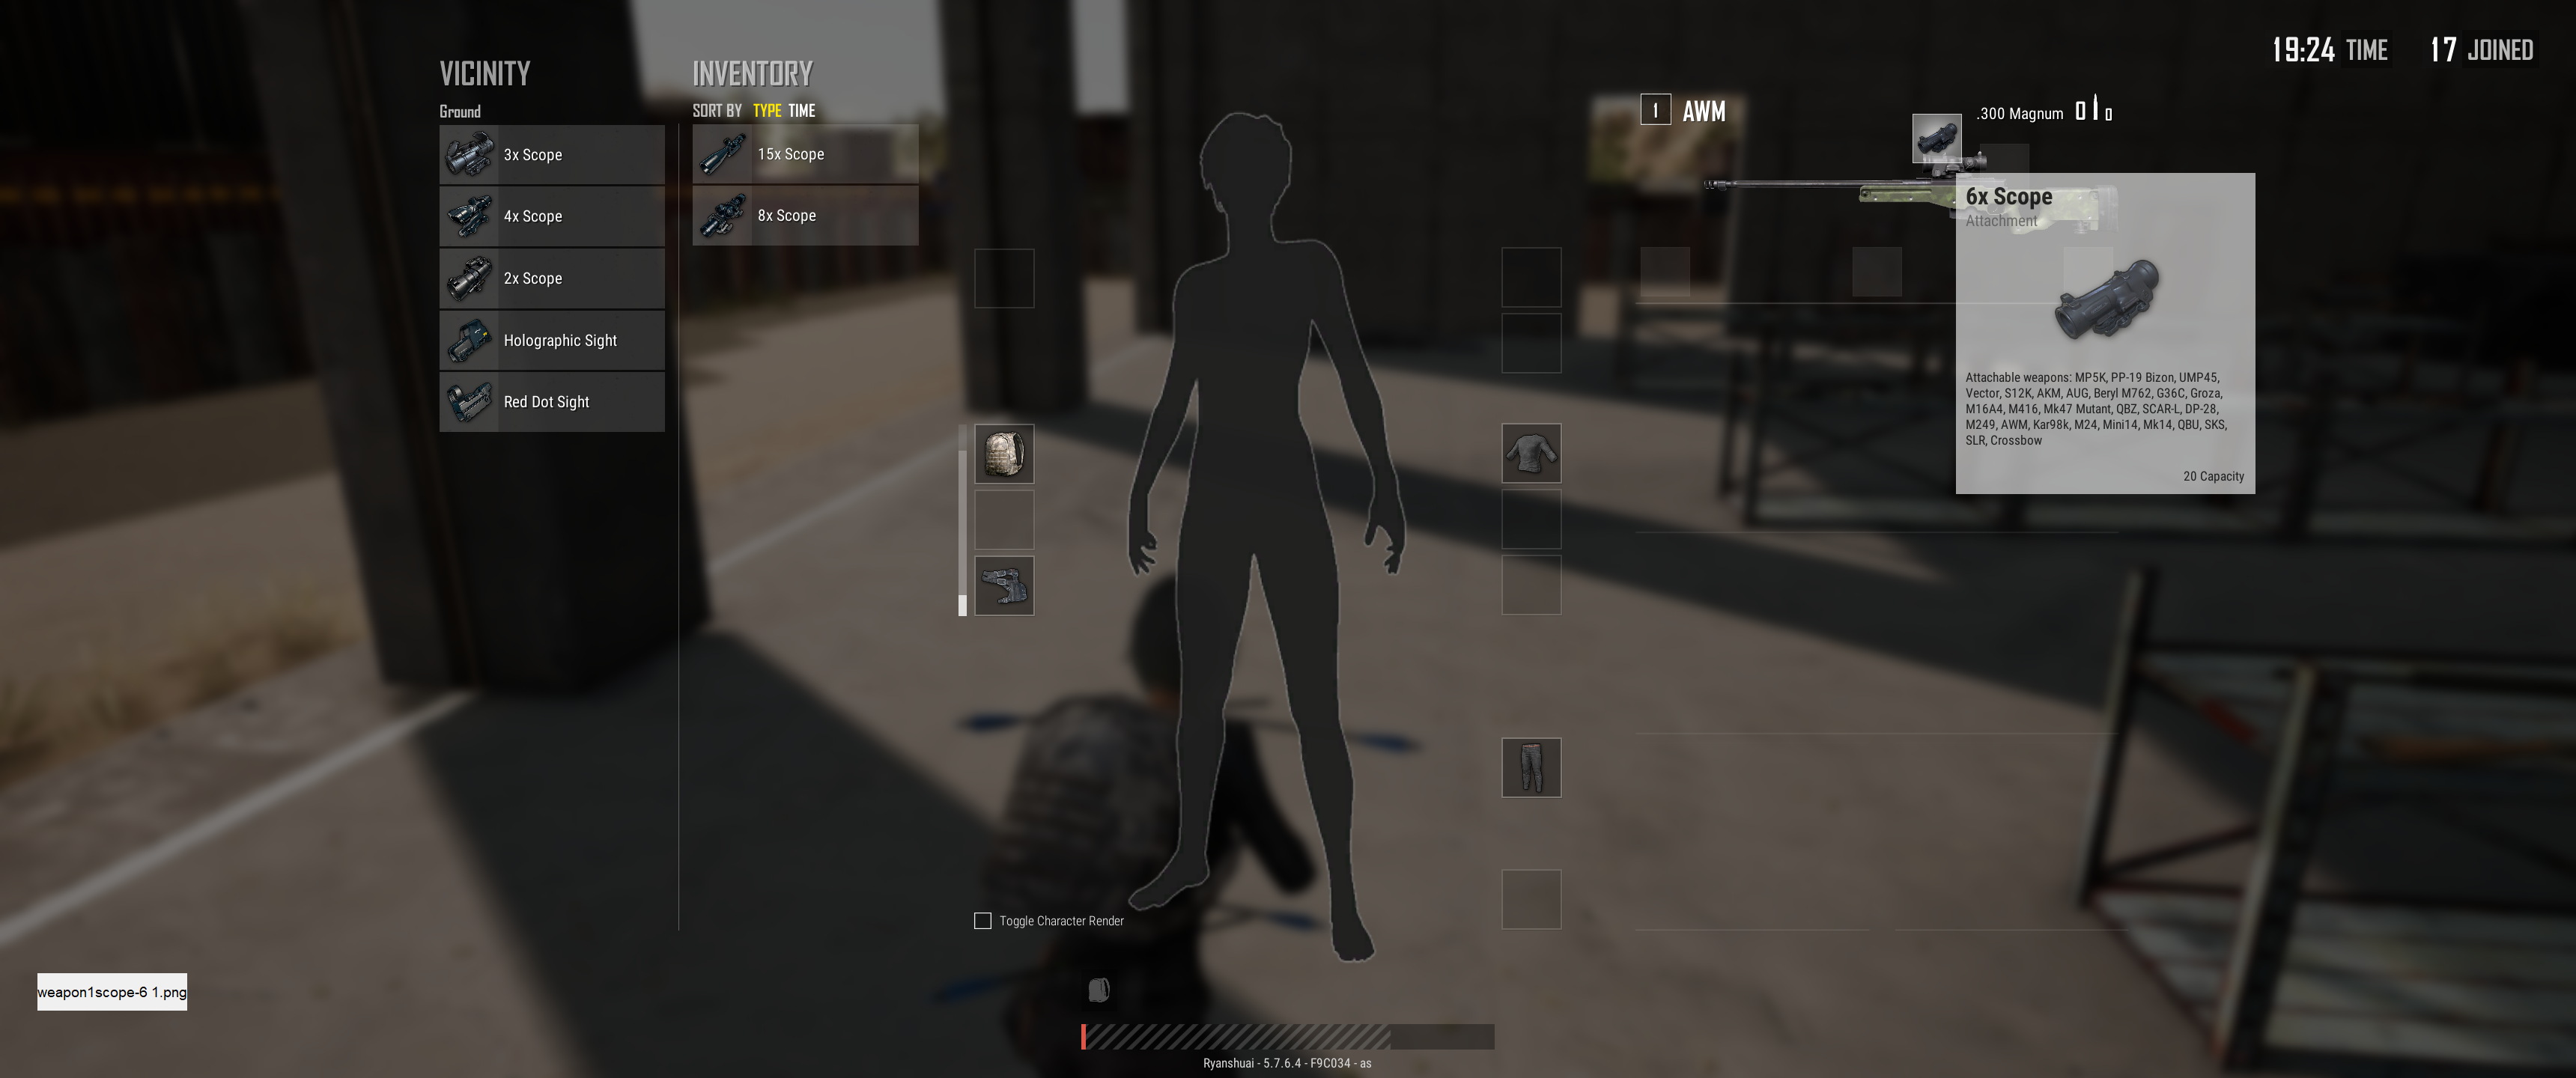 19:24 TIME 17 JOINED
VICINITY
Ground
3x Scope
4x Scope
2x Scope
Holographic Sight
Red Dot Sight
INVENTORY
SORT BY TYPE TIME
15x Scope
8x Scope
1 AWM
.300 Magnum 0 0
6x Scope
Attachment
Attachable weapons: MP5K, PP-19 Bizon, UMP45,
Vector, S12K, AKM, AUG, Beryl M762, G36C, Groza,
M16A4, M416, Mk47 Mutant, QBZ, SCAR-L, DP-28,
M249, AWM, Kar98k, M24, Mini14, Mk14, QBU, SKS,
SLR, Crossbow
20 Capacity
Toggle Character Render
weapon1scope-6 1.png
Ryanshuai - 5.7.6.4 - F9C034 - as